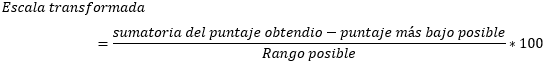 Escala transformada
= sumatoria del puntaje obtendio − puntaje más bajo posible
Rango posible
* 100